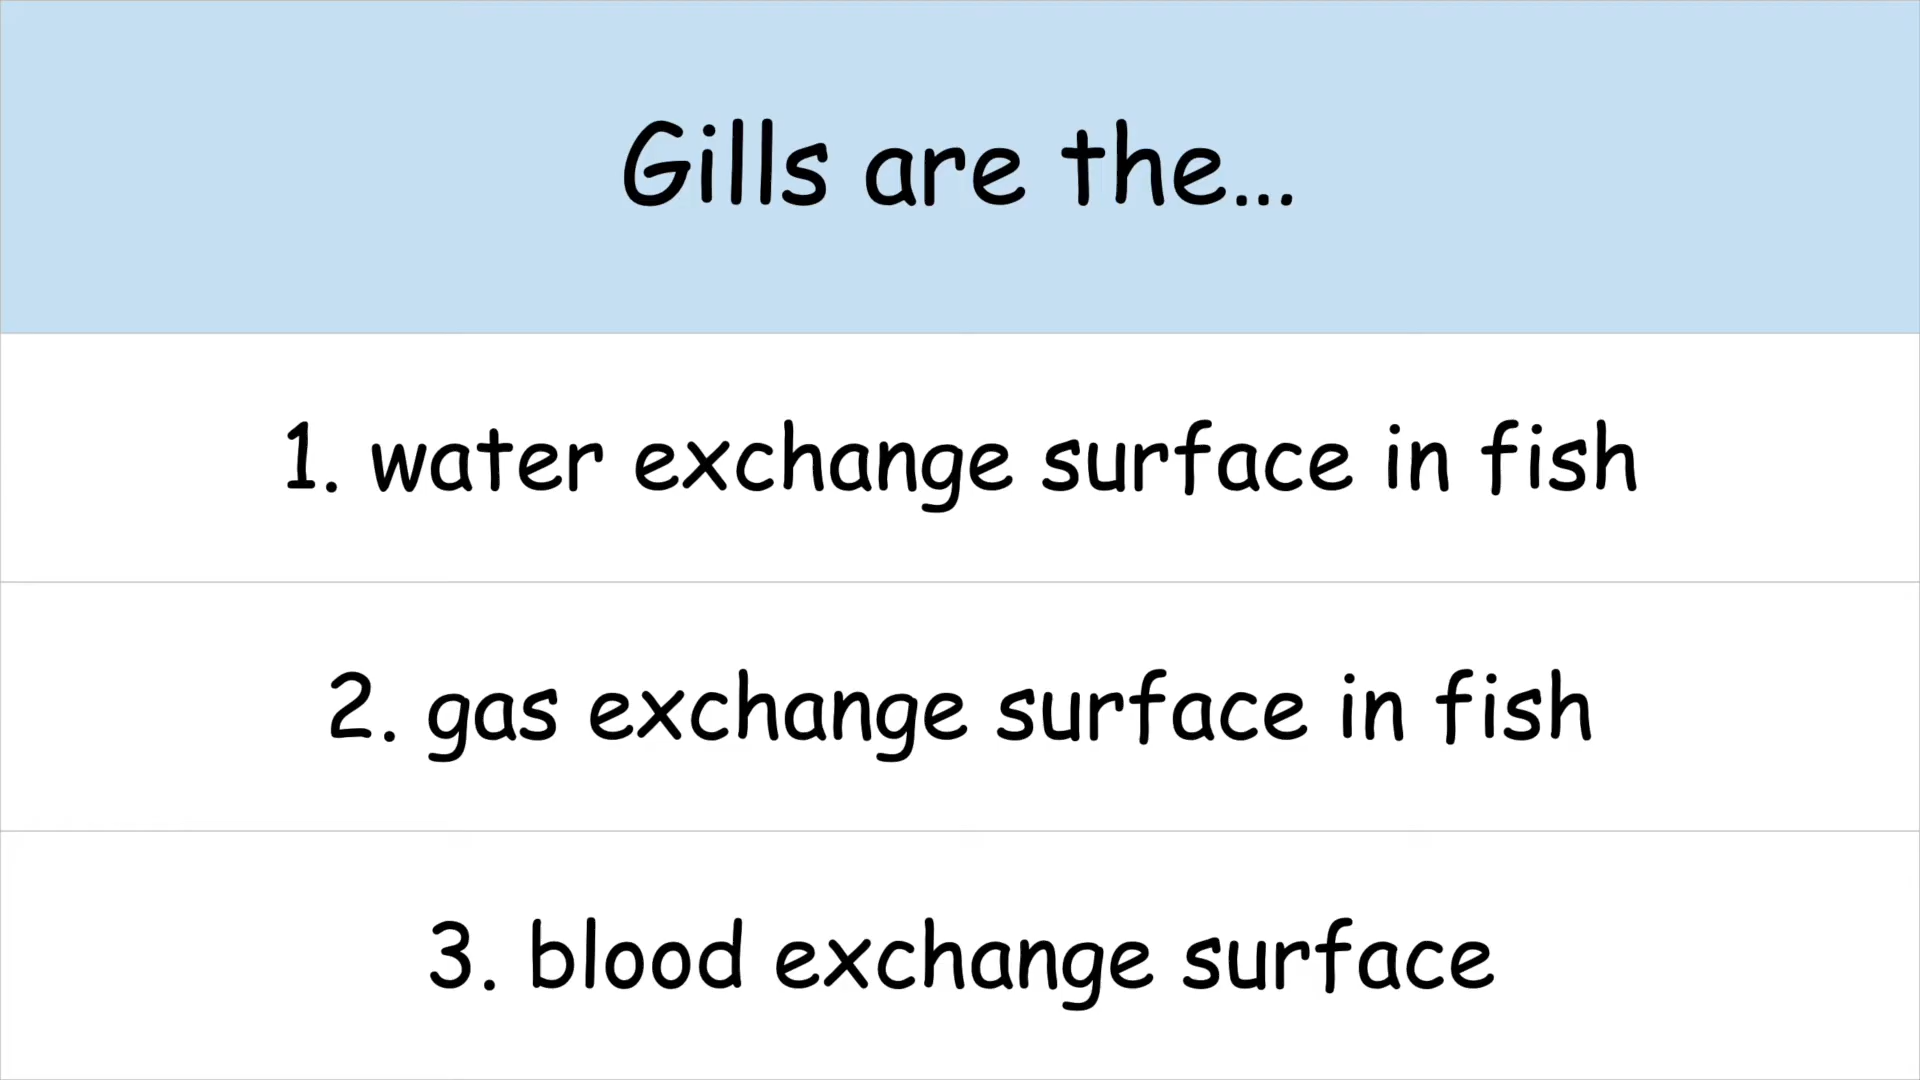 Gills are the...
1. water exchange surface in fish
2. gas exchange surface in fish
3. blood exchange surface